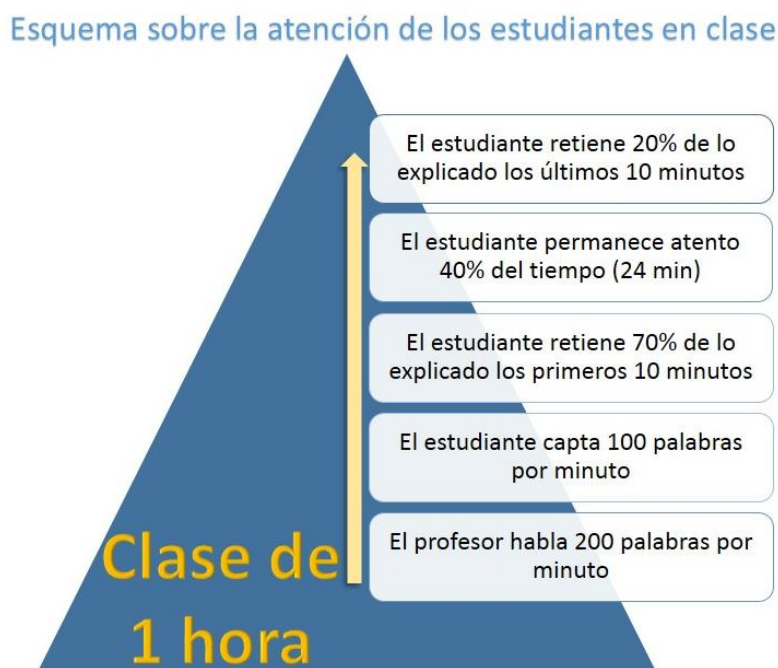 Esquema sobre la atención de los estudiantes en clase
El estudiante retiene 20% de lo
explicado los últimos 10 minutos
El estudiante permanece atento
40% del tiempo (24 min)
El estudiante retiene 70% de lo
explicado los primeros 10 minutos
El estudiante capta 100 palabras
por minuto
El profesor habla 200 palabras por
minuto
Clase de
1 hora